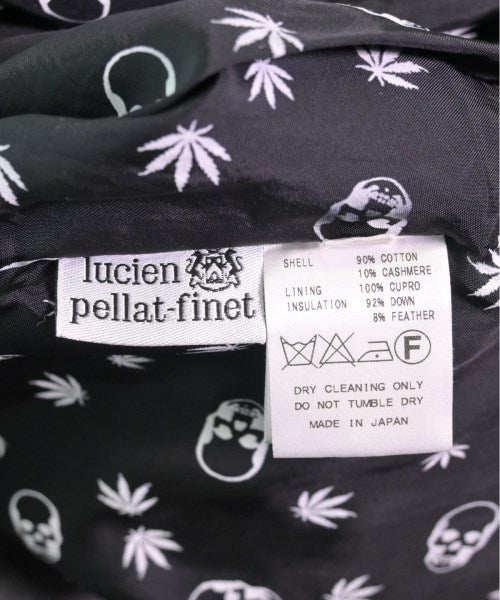 lucien
pellat-finet
SHELL 90% COTTON
10% CASHMERE
LINING 100% CUPRO
INSULATION 92% DOWN
8% FEATHER
F
DRY CLEANING ONLY
DO NOT TUMBLE DRY
MADE IN JAPAN